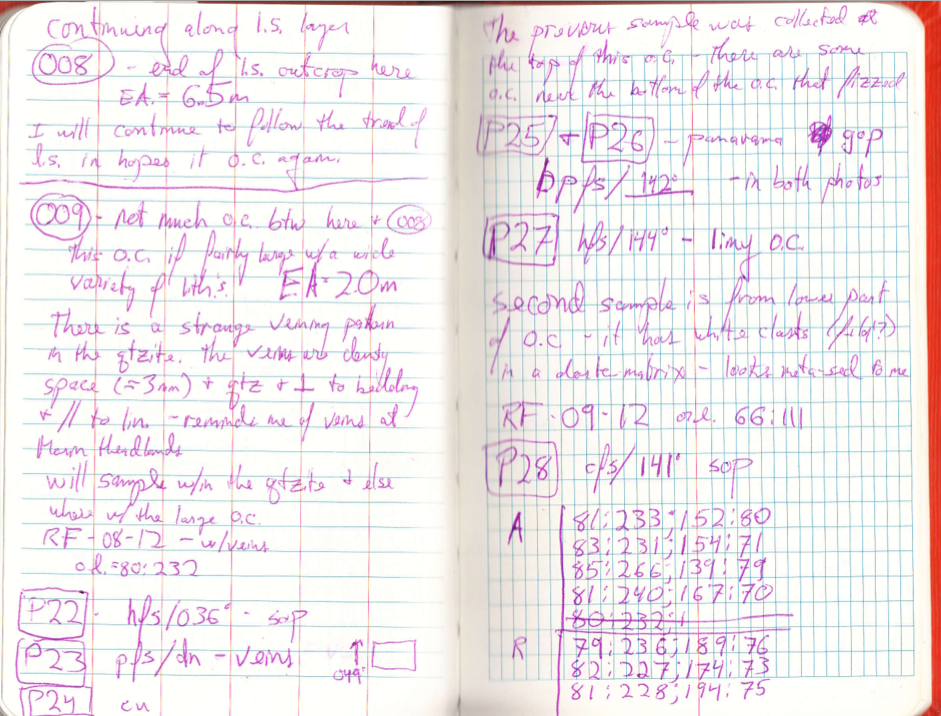 continuing along l.s. layer
008 - end of l.s. outcrop here
EA = 6.5m
I will continue to follow the trend of
l.s. in hopes it o.c. again.
009 - not much o.c. btw here + 008
This o.c. if fairly large w/ a wide
variety of lith's. EA = 20m
There is a strange veining pattern
in the qtzite. The veins are closely
space (≈3mm) + qtz + ⊥ to bedding
+ // to lin. - reminds me of veins at
will sample w/in the qtzite + else
where w/ the large o.c.
RF-08-12 - w/veins
o.l. = 80:232
P22 - hfs/036° - sop
P23 pfs/dn - veins 049°
P24 cu
The previous sample was collected at
the top of this o.c. - there are some
o.c. near the bottom of the o.c. that fizzed
P25 + P26 - panarama gop
bpfs/142° - in both photos
P27 hfs/144° - limy o.c.
second sample is from lower part
of o.c. - it has white clasts
in a matrix - looks meta-sed to me
RF-09-12 o.l. 66:111
P28 cfs/141° sop
A 81:233; 152:80
83:231; 154:71
85:266; 139:79
81:240; 167:70
80:232; 1
R 79:236; 189:76
82:227; 174:73
81:228; 194:75